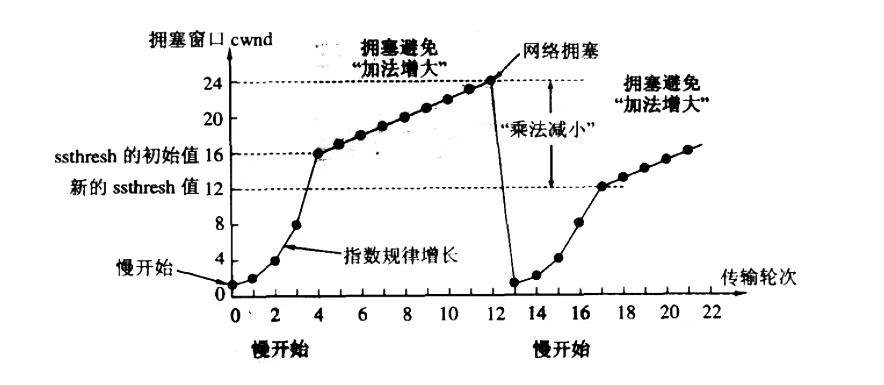 拥塞窗口 cwnd
拥塞避免
“加法增大”
网络拥塞
拥塞避免
“加法增大”
24
20
“乘法减小”
ssthresh 的初始值 16
新的 ssthresh 值 12
8
4
指数规律增长
慢开始
0
传输轮次
0 2 4 6 8 10 12 14 16 18 20 22
慢开始
慢开始